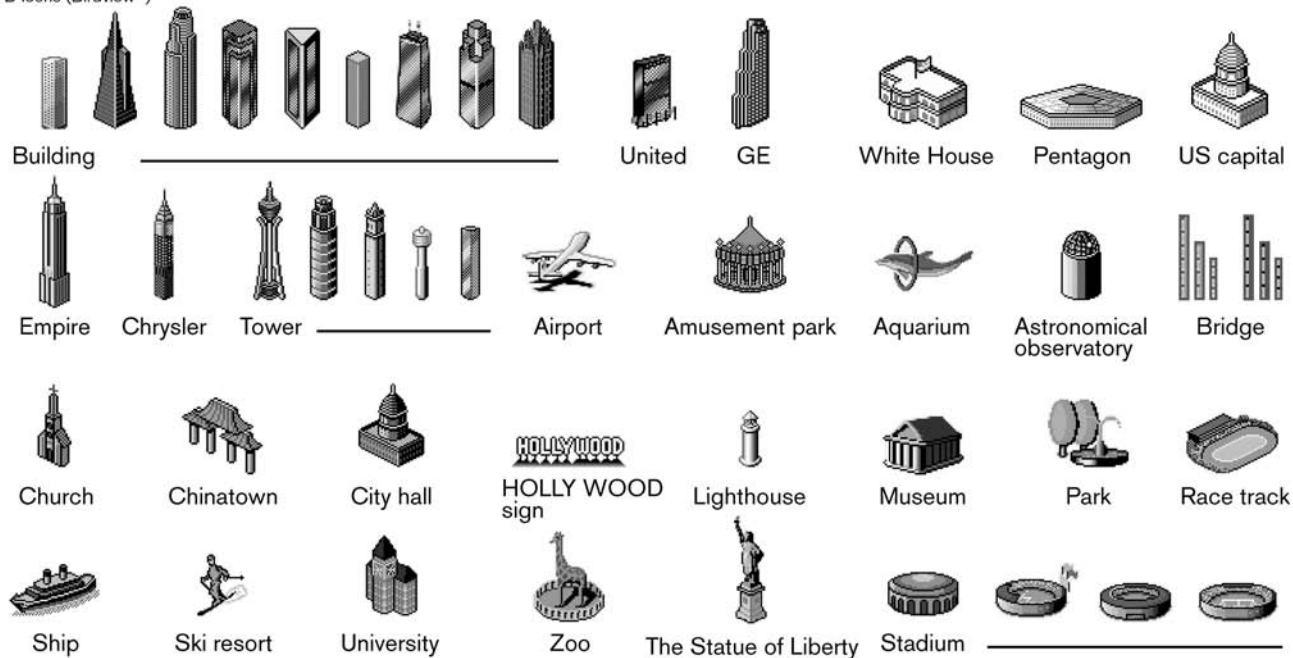 icons (Birdview
Building
United
GE
White House
Pentagon
US capital
Empire
Chrysler
Tower
Airport
Amusement park
Aquarium
Astronomical
observatory
Bridge
HOLLYWOOD
Church
Chinatown
City hall
HOLLY WOOD
sign
Lighthouse
Museum
Park
Race track
Ship
Ski resort
University
Zoo
The Statue of Liberty
Stadium